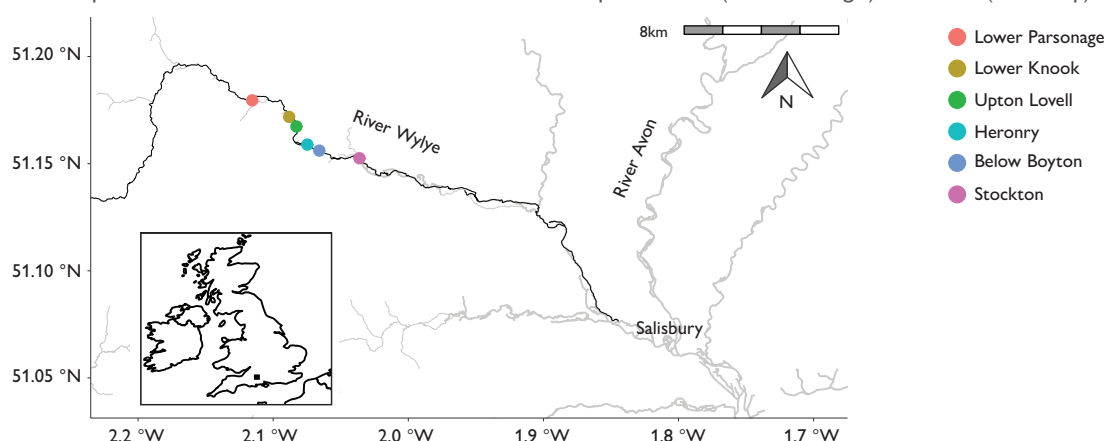 8km
N
Lower Parsonage
Lower Knook
Upton Lovell
Heronry
Below Boyton
Stockton
River Wylye
River Avon
Salisbury
51.20 °N
51.15 °N
51.10 °N
51.05 °N
2.2 °W
2.1 °W
2.0 °W
1.9 °W
1.8 °W
1.7 °W